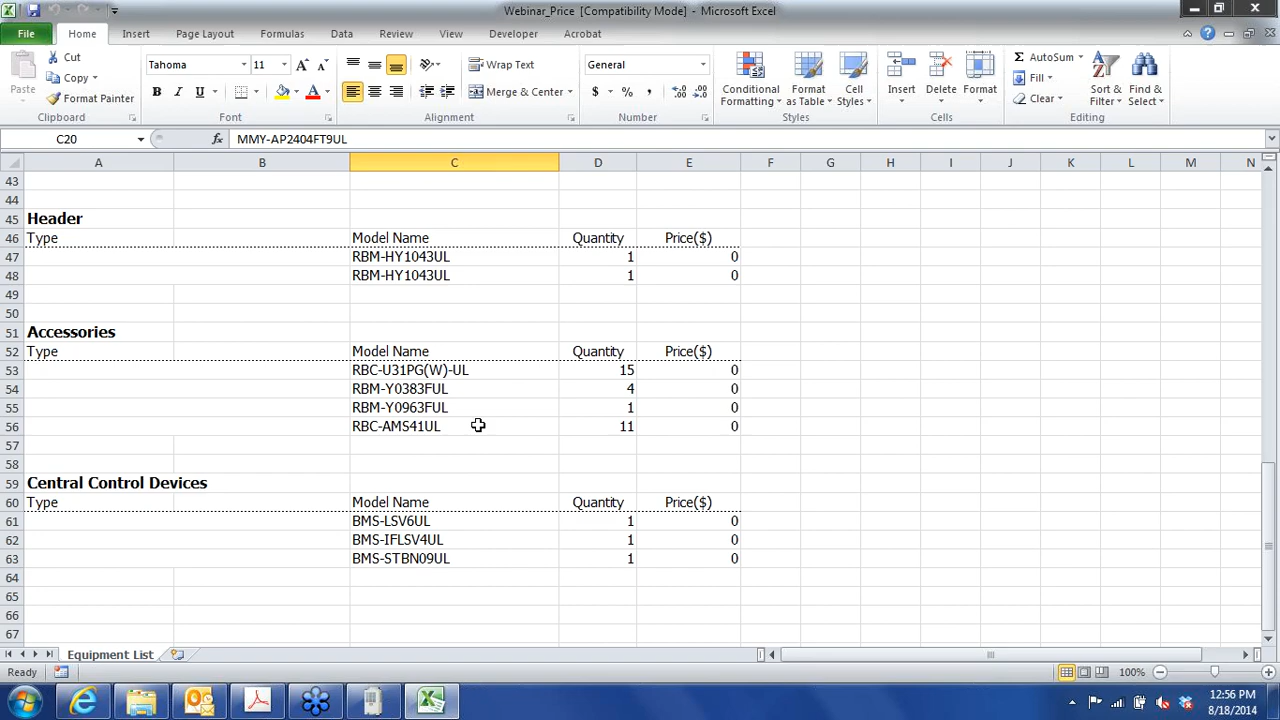 Webinar_Price [Compatibility Mode] - Microsoft Excel
File Home Insert Page Layout Formulas Data Review View Developer Acrobat
Paste Cut Copy Format Painter Clipboard
Tahoma 11 B I U A Font
Wrap Text Merge & Center Alignment
General $ % , Number
Conditional Formatting Format as Table Cell Styles Styles
Insert Delete Format Cells
AutoSum Fill Clear Sort & Filter Find & Select Editing
C20 fx MMY-AP2404FT9UL
A B C D E F G H I J K L M N
43
44
45 Header
46 Type Model Name Quantity Price($)
47 RBM-HY1043UL 1 0
48 RBM-HY1043UL 1 0
49
50
51 Accessories
52 Type Model Name Quantity Price($)
53 RBC-U31PG(W)-UL 15 0
54 RBM-Y0383FUL 4 0
55 RBM-Y0963FUL 1 0
56 RBC-AMS41UL 11 0
57
58
59 Central Control Devices
60 Type Model Name Quantity Price($)
61 BMS-LSV6UL 1 0
62 BMS-IFLSV4UL 1 0
63 BMS-STBN09UL 1 0
64
65
66
67
Equipment List
Ready 100%
12:56 PM
8/18/2014